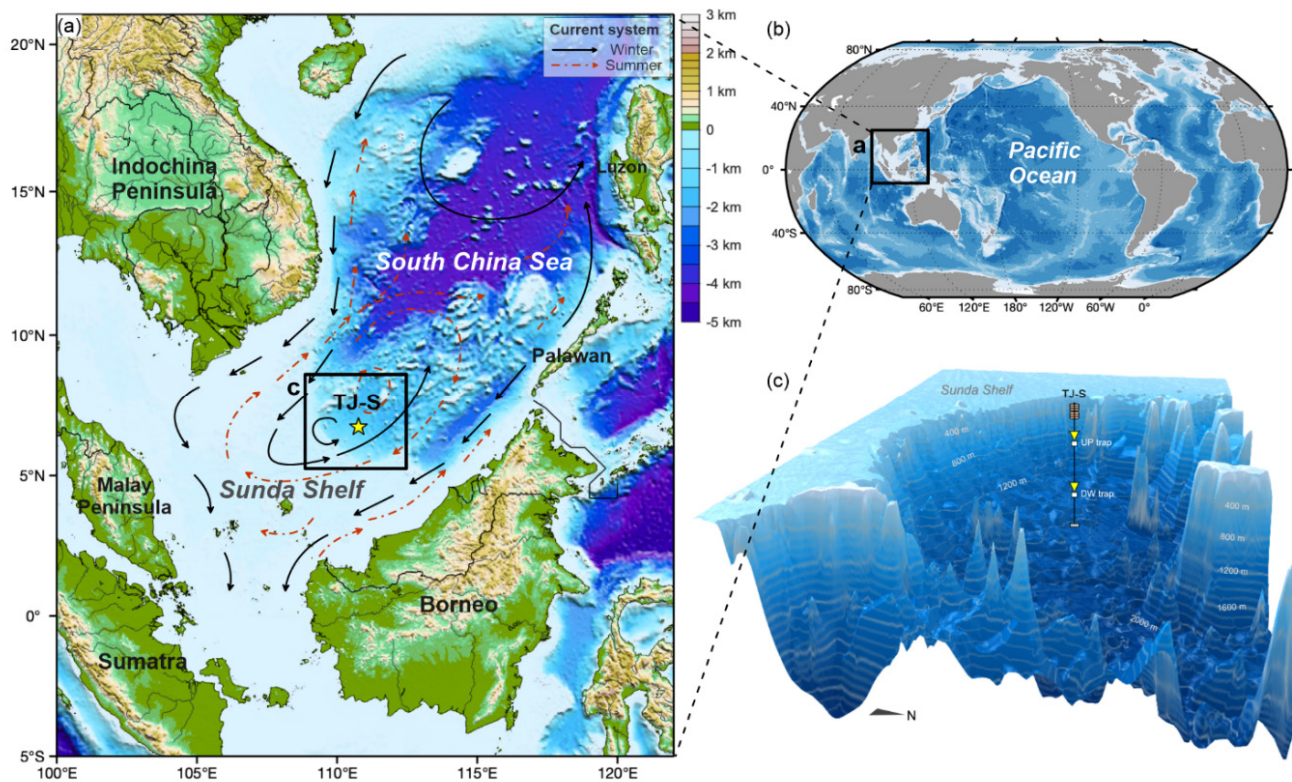 (a)
Current system
Winter
Summer
20°N
15°N
10°N
5°N
0°
5°S
100°E
105°E
110°E
115°E
120°E
Indochina
Peninsula
Luzon
South China Sea
Palawan
c
TJ-S
Sunda Shelf
Malay
Peninsula
Borneo
Sumatra
3 km
2 km
1 km
0
-1 km
-2 km
-3 km
-4 km
-5 km
(b)
80°N
40°N
0°
40°S
80°S
a
Pacific
Ocean
60°E
120°E
180°
120°W
60°W
0°
(c)
Sunda Shelf
TJ-S
UP trap
DW trap
400 m
800 m
1200 m
400 m
800 m
1200 m
1600 m
2000 m
N